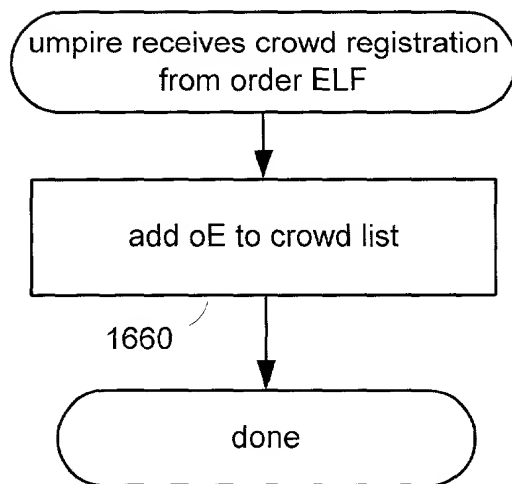 umpire receives crowd registration
from order ELF
add oE to crowd list
1660
done